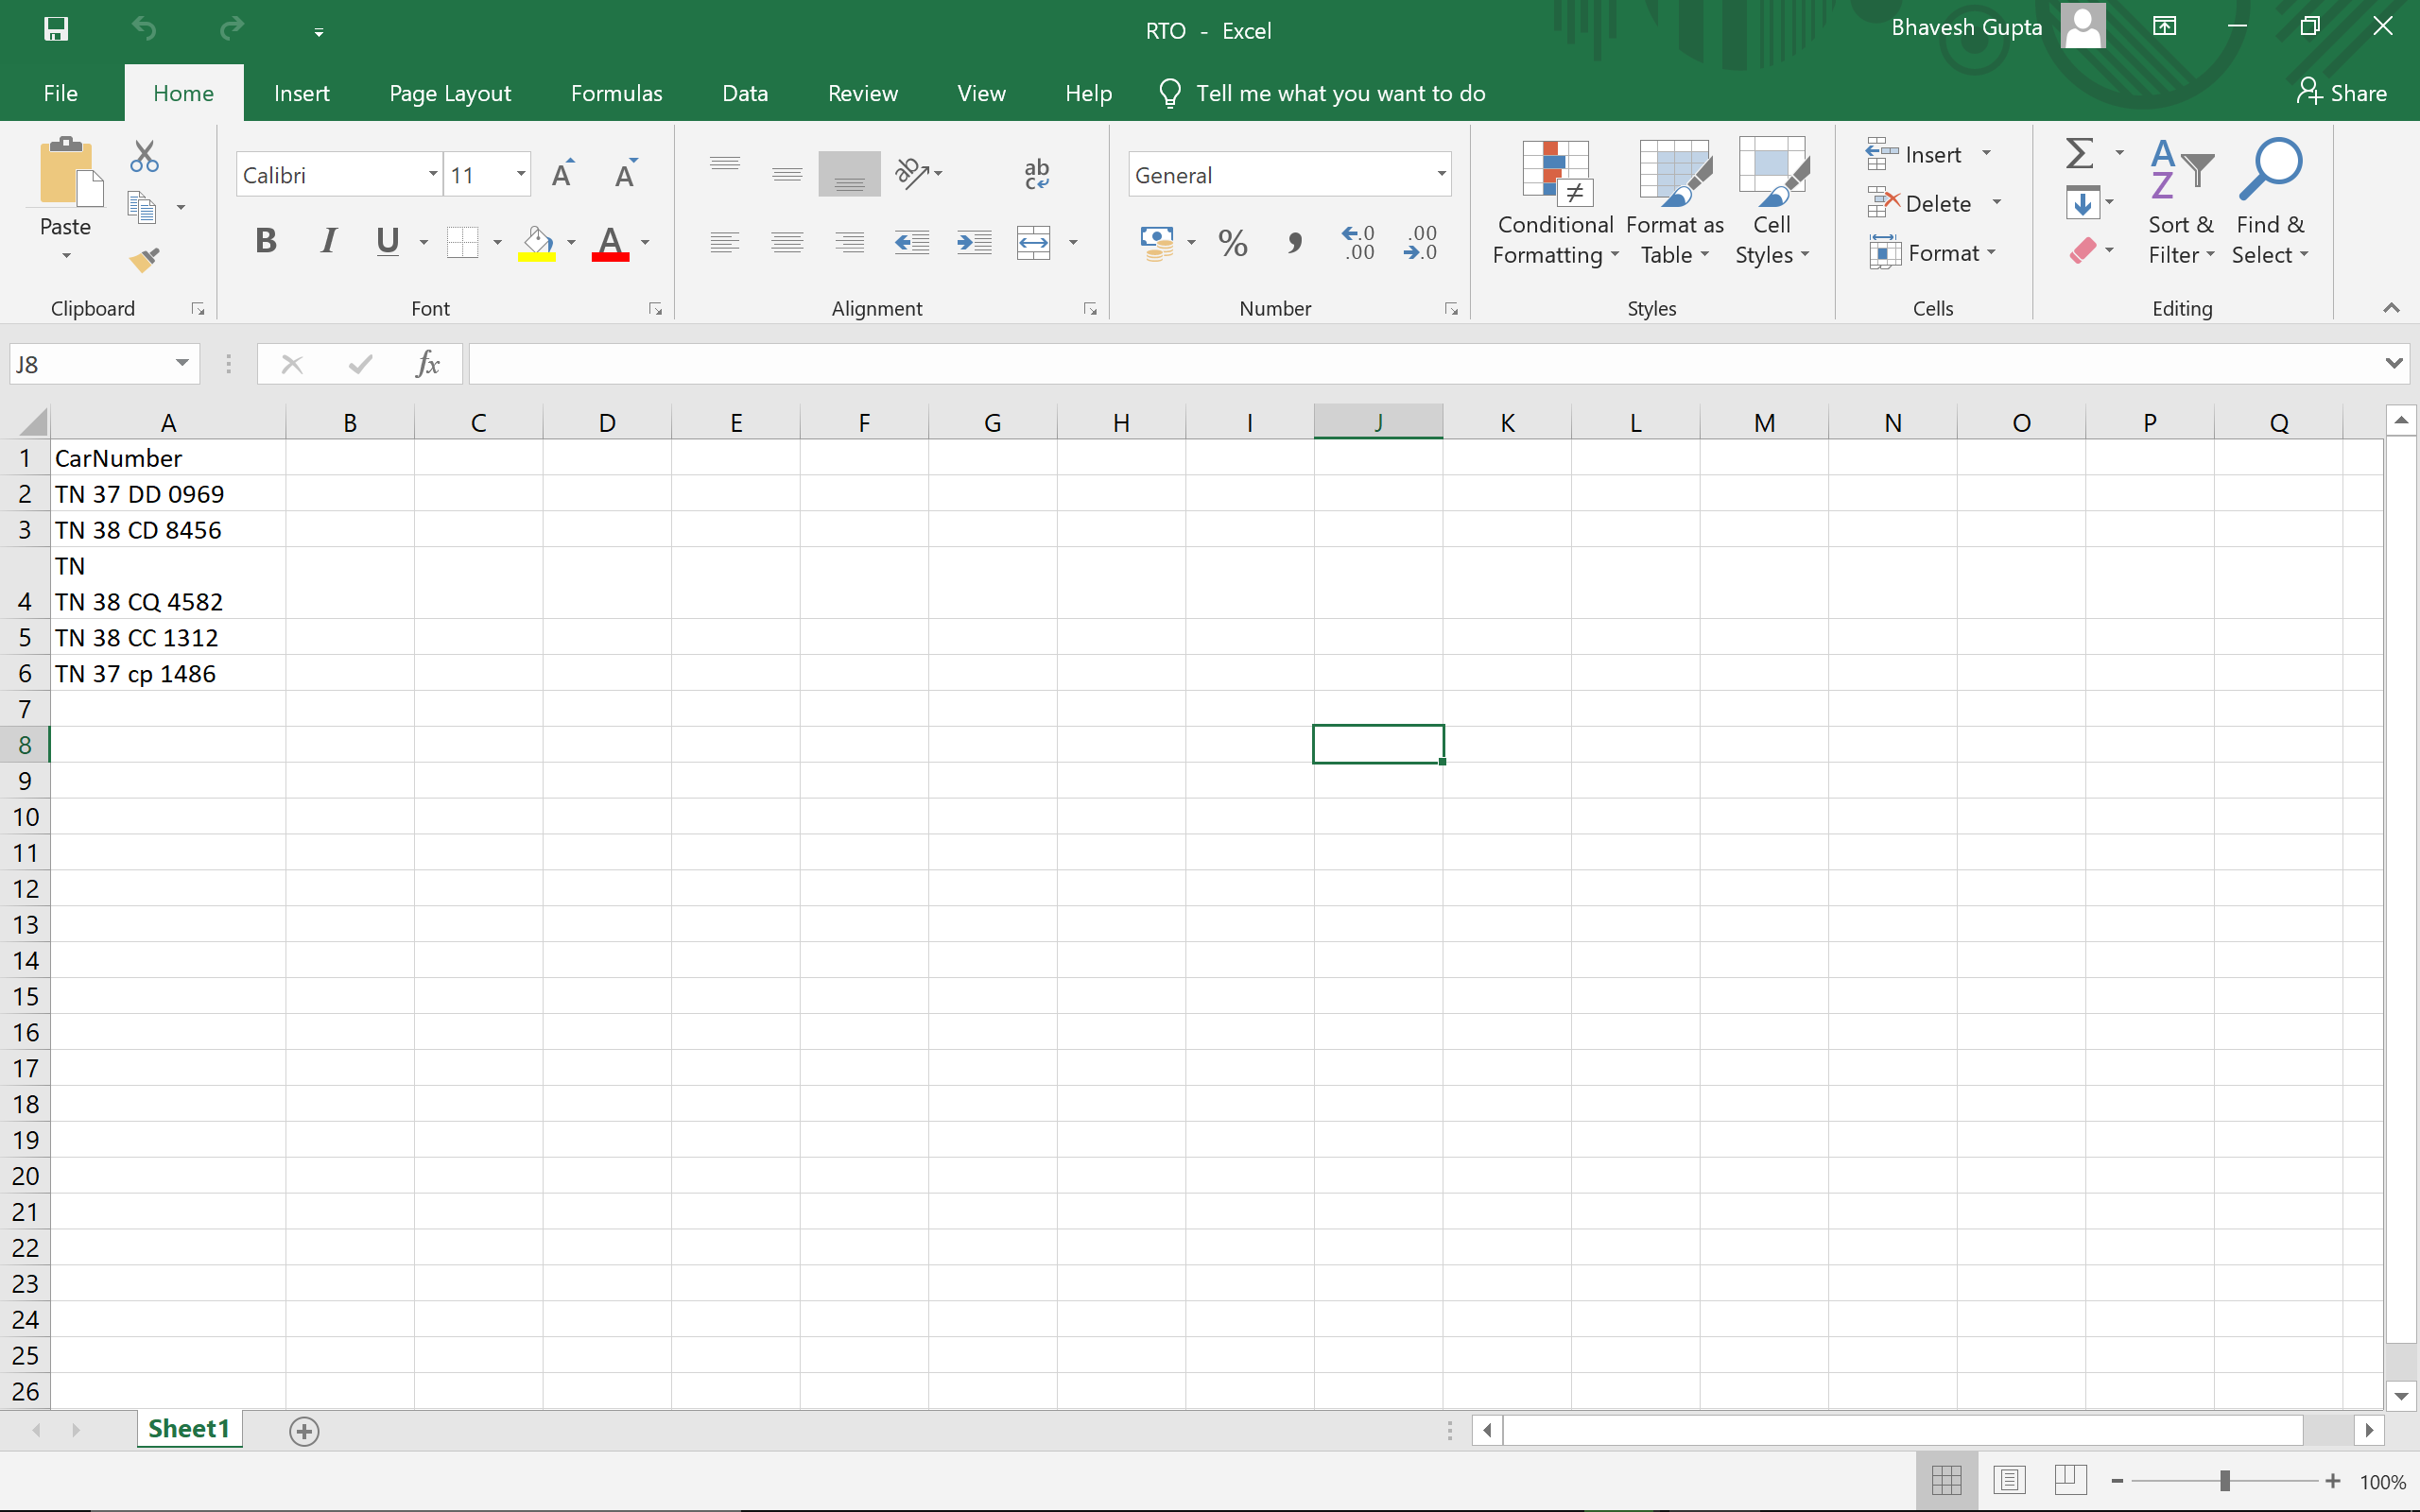 RTO - Excel
Bhavesh Gupta
File Home Insert Page Layout Formulas Data Review View Help Tell me what you want to do Share
Paste
Clipboard
Calibri 11
B I U A
Font
ab
c
Alignment
General
% , .0 .00 .00 .0
Number
Conditional Formatting
Format as Table
Cell Styles
Styles
Insert
Delete
Format
Cells
Σ
Sort & Filter
Find & Select
Editing
J8 fx
A B C D E F G H I J K L M N O P Q
1 CarNumber
2 TN 37 DD 0969
3 TN 38 CD 8456
TN
4 TN 38 CQ 4582
5 TN 38 CC 1312
6 TN 37 cp 1486
7
8
9
10
11
12
13
14
15
16
17
18
19
20
21
22
23
24
25
26
Sheet1
100%